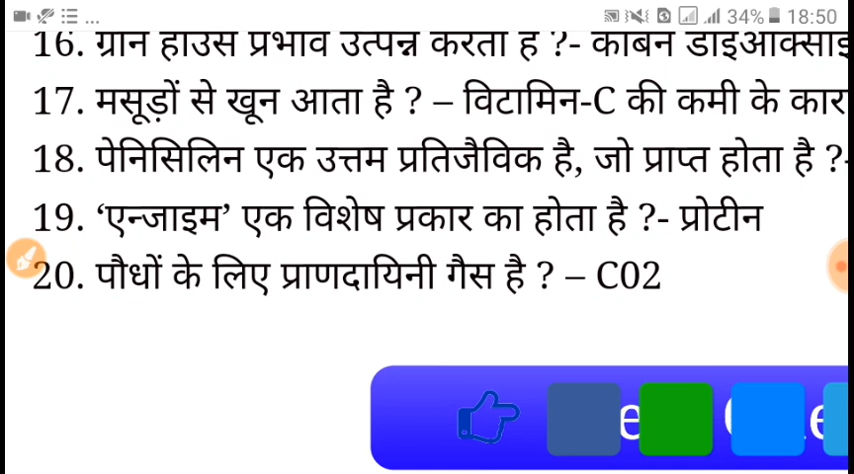 ... 34% 18:50
16. ग्रीन हाउस प्रभाव उत्पन्न करता है ?- कार्बन डाइऑक्साइ
17. मसूड़ों से खून आता है ? – विटामिन-C की कमी के कार
18. पेनिसिलिन एक उत्तम प्रतिजैविक है, जो प्राप्त होता है ?-
19. ‘एन्जाइम’ एक विशेष प्रकार का होता है ?- प्रोटीन
20. पौधों के लिए प्राणदायिनी गैस है ? – C02